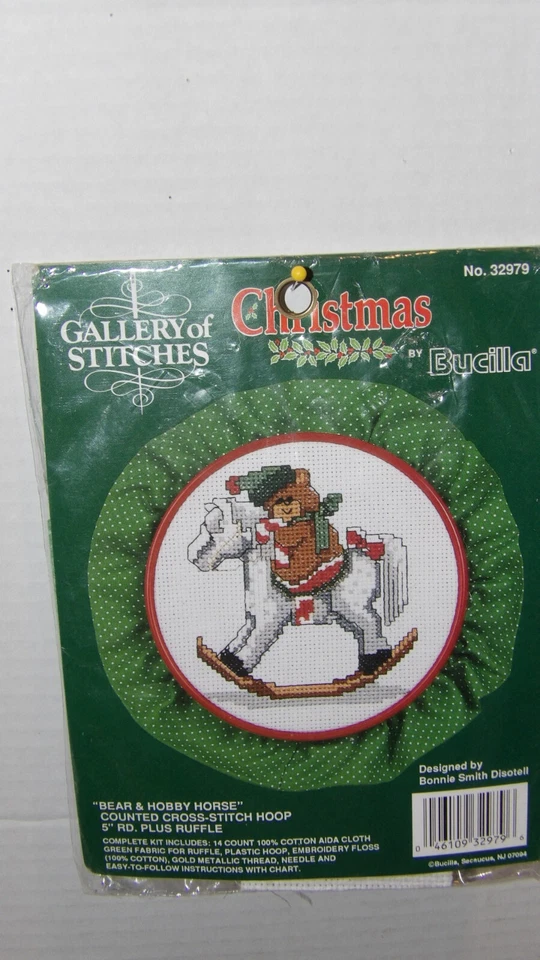 No. 32979
GALLERY of
STITCHES
Christmas
BY Bucilla®
Designed by
Bonnie Smith Disotell
"BEAR & HOBBY HORSE"
COUNTED CROSS-STITCH HOOP
5" RD. PLUS RUFFLE
COMPLETE KIT INCLUDES: 14 COUNT 100% COTTON AIDA CLOTH
GREEN FABRIC FOR RUFFLE, PLASTIC HOOP, EMBROIDERY FLOSS
(100% COTTON), GOLD METALLIC THREAD, NEEDLE AND
EASY-TO-FOLLOW INSTRUCTIONS WITH CHART.
0 46109 32979 6
©Bucilla, Secaucus, NJ 07094